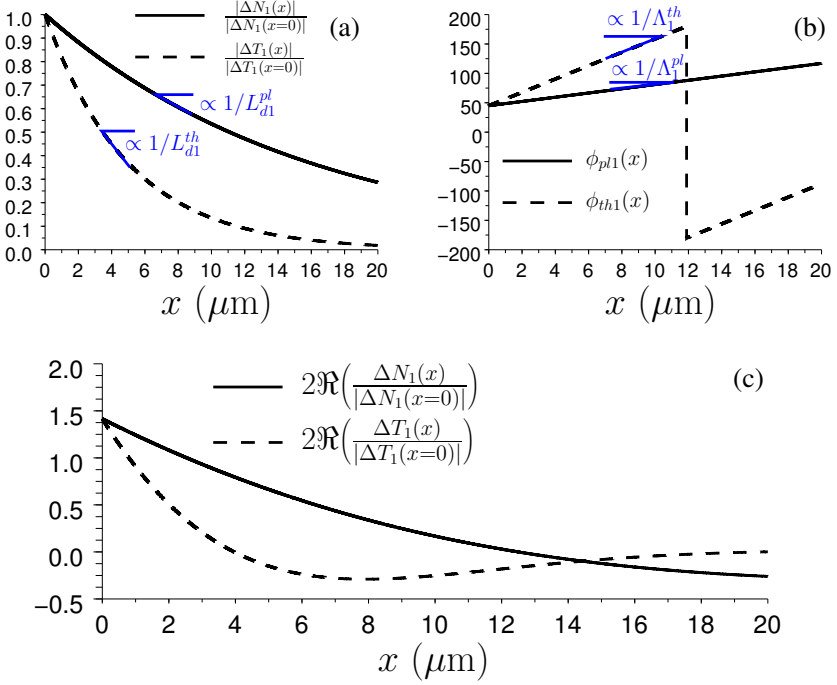 (a)
|ΔN₁(x)| / |ΔN₁(x=0)|
|ΔT₁(x)| / |ΔT₁(x=0)|
∝ 1/L_{d1}^{pl}
∝ 1/L_{d1}^{th}
1.0
0.9
0.8
0.7
0.6
0.5
0.4
0.3
0.2
0.1
0.0
0 2 4 6 8 10 12 14 16 18 20
x (μm)
(b)
∝ 1/Λ₁^{th}
∝ 1/Λ₁^{pl}
ϕ_{pl1}(x)
ϕ_{th1}(x)
200
150
100
50
0
−50
−100
−150
−200
0 2 4 6 8 10 12 14 16 18 20
x (μm)
(c)
2ℜ(ΔN₁(x) / |ΔN₁(x=0)|)
2ℜ(ΔT₁(x) / |ΔT₁(x=0)|)
2.0
1.5
1.0
0.5
0.0
−0.5
0 2 4 6 8 10 12 14 16 18 20
x (μm)